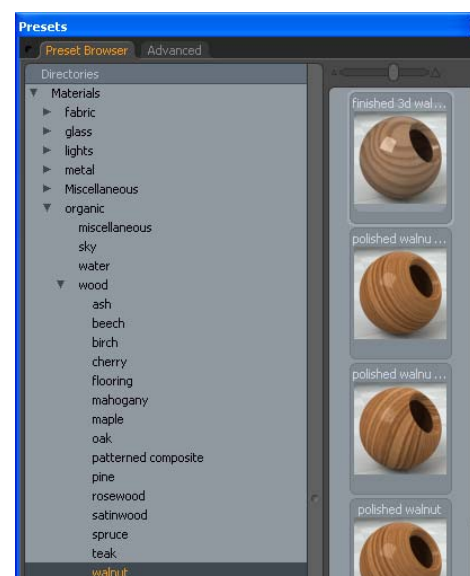 Presets
Preset Browser Advanced
Directories
Materials
fabric
glass
lights
metal
Miscellaneous
organic
miscellaneous
sky
water
wood
ash
beech
birch
cherry
flooring
mahogany
maple
oak
patterned composite
pine
rosewood
satinwood
spruce
teak
walnut
finished 3d wal...
polished walnu ...
polished walnu ...
polished walnut